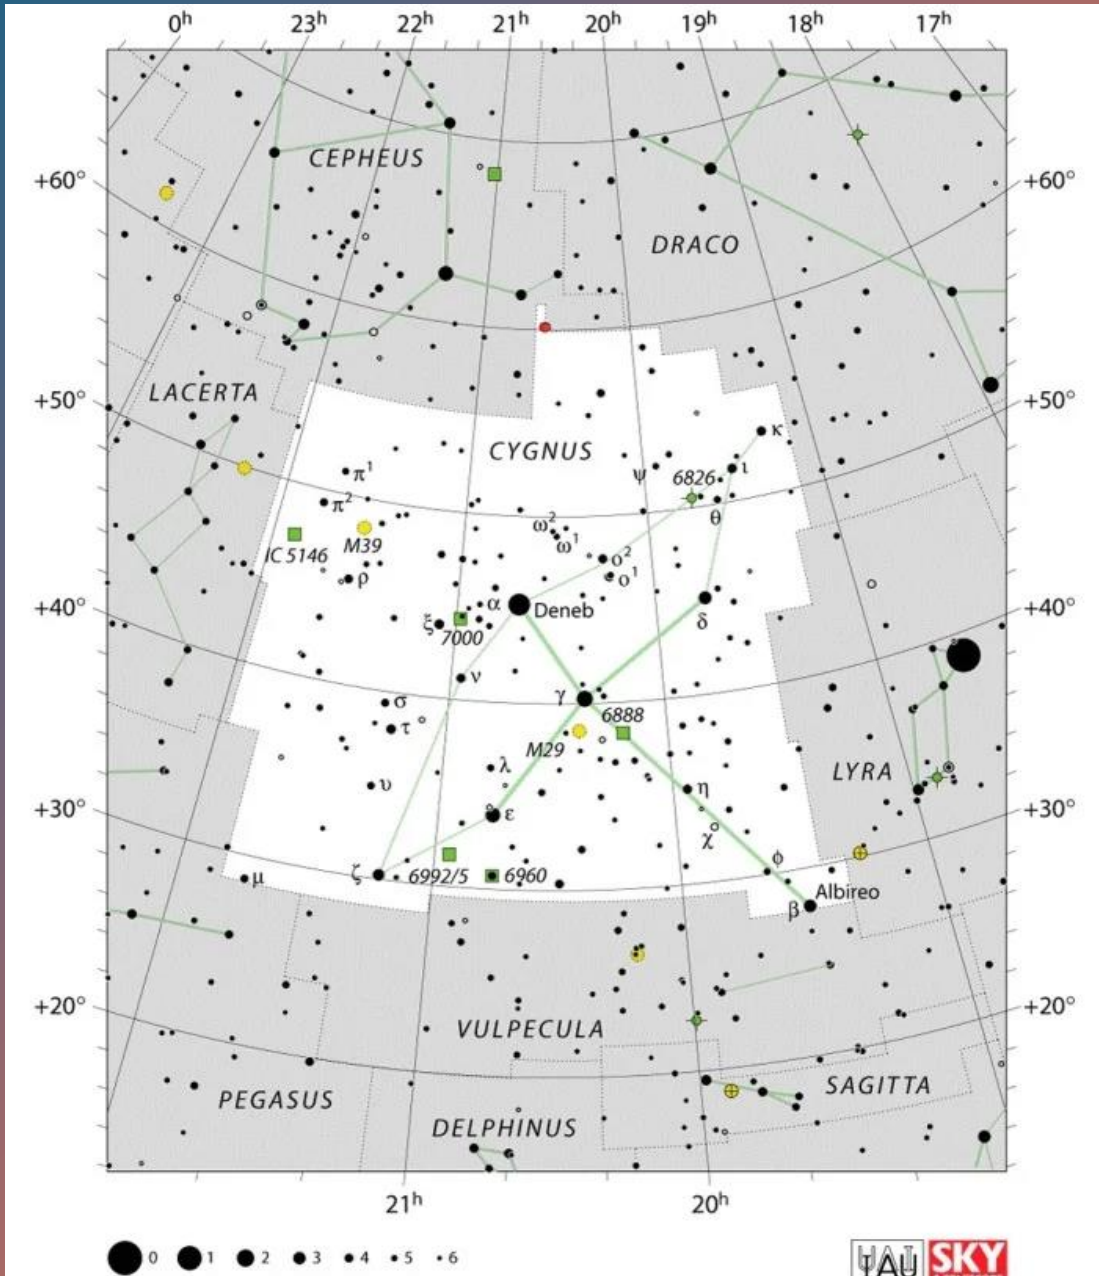 0h 23h 22h 21h 20h 19h 18h 17h
CEPHEUS
+60° +60°
DRACO
LACERTA
+50° +50°
CYGNUS
κ
ψ 6826 ι
π¹
θ
π²
ω²
ω¹
IC 5146 M39
ο²
ρ ο¹
α Deneb
+40° +40°
ξ 7000 δ
ν
γ
σ 6888
τ
M29
LYRA
λ
υ η
+30° +30°
ε
χ
φ
ζ 6992/5 6960
μ
Albireo
β
+20° +20°
VULPECULA
SAGITTA
PEGASUS
DELPHINUS
21h 20h
0 1 2 3 4 5 6
IAU SKY